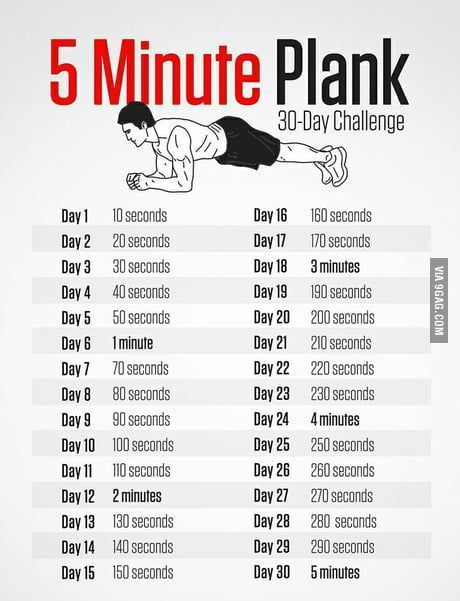 5 Minute Plank
30-Day Challenge
Day 1 10 seconds
Day 2 20 seconds
Day 3 30 seconds
Day 4 40 seconds
Day 5 50 seconds
Day 6 1 minute
Day 7 70 seconds
Day 8 80 seconds
Day 9 90 seconds
Day 10 100 seconds
Day 11 110 seconds
Day 12 2 minutes
Day 13 130 seconds
Day 14 140 seconds
Day 15 150 seconds
Day 16 160 seconds
Day 17 170 seconds
Day 18 3 minutes
Day 19 190 seconds
Day 20 200 seconds
Day 21 210 seconds
Day 22 220 seconds
Day 23 230 seconds
Day 24 4 minutes
Day 25 250 seconds
Day 26 260 seconds
Day 27 270 seconds
Day 28 280 seconds
Day 29 290 seconds
Day 30 5 minutes
VIA 9GAG.COM